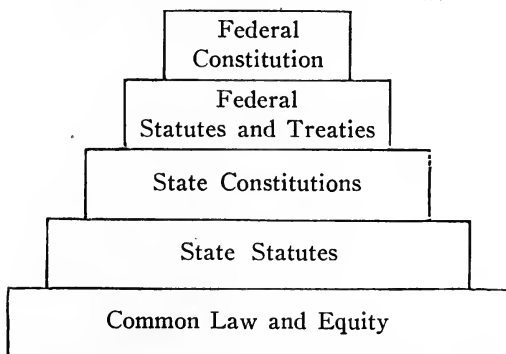 Federal
Constitution
Federal
Statutes and Treaties
State Constitutions
State Statutes
Common Law and Equity